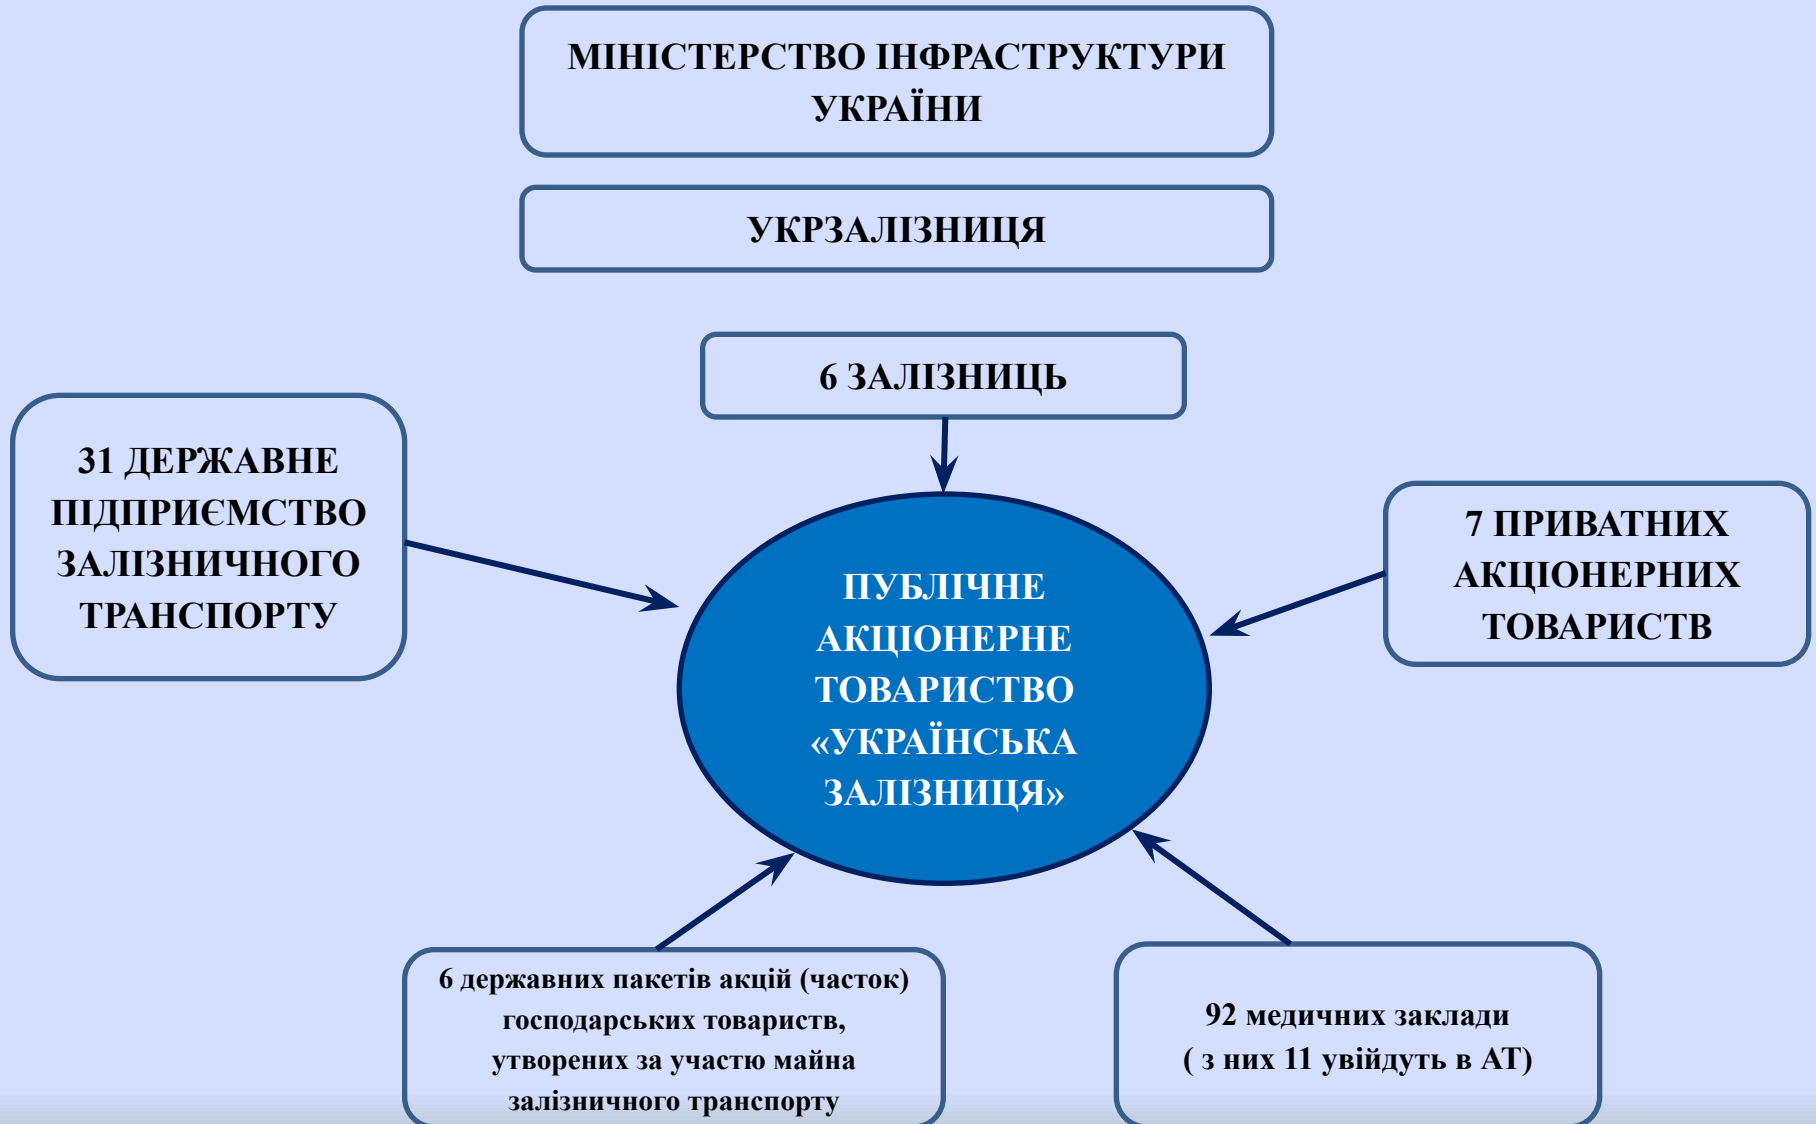 МІНІСТЕРСТВО ІНФРАСТРУКТУРИ
УКРАЇНИ
УКРЗАЛІЗНИЦЯ
6 ЗАЛІЗНИЦЬ
31 ДЕРЖАВНЕ
ПІДПРИЄМСТВО
ЗАЛІЗНИЧНОГО
ТРАНСПОРТУ
7 ПРИВАТНИХ
АКЦІОНЕРНИХ
ТОВАРИСТВ
ПУБЛІЧНЕ
АКЦІОНЕРНЕ
ТОВАРИСТВО
«УКРАЇНСЬКА
ЗАЛІЗНИЦЯ»
6 державних пакетів акцій (часток)
господарських товариств,
утворених за участю майна
залізничного транспорту
92 медичних заклади
( з них 11 увійдуть в АТ)